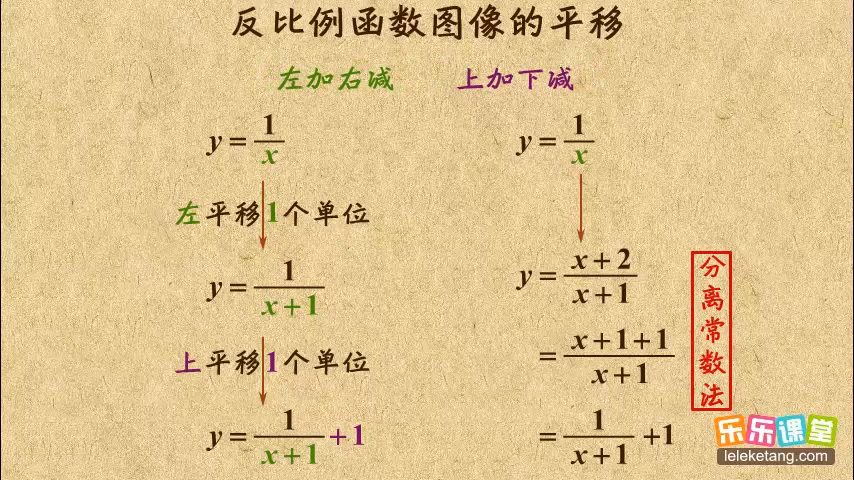 反比例函数图像的平移
左加右减
上加下减
y = 1/x
左平移1个单位
y = 1/(x+1)
上平移1个单位
y = 1/(x+1) +1
y = 1/x
y = (x+2)/(x+1)
= (x+1+1)/(x+1)
= 1/(x+1) +1
分离常数法
乐乐课堂
leleketang.com